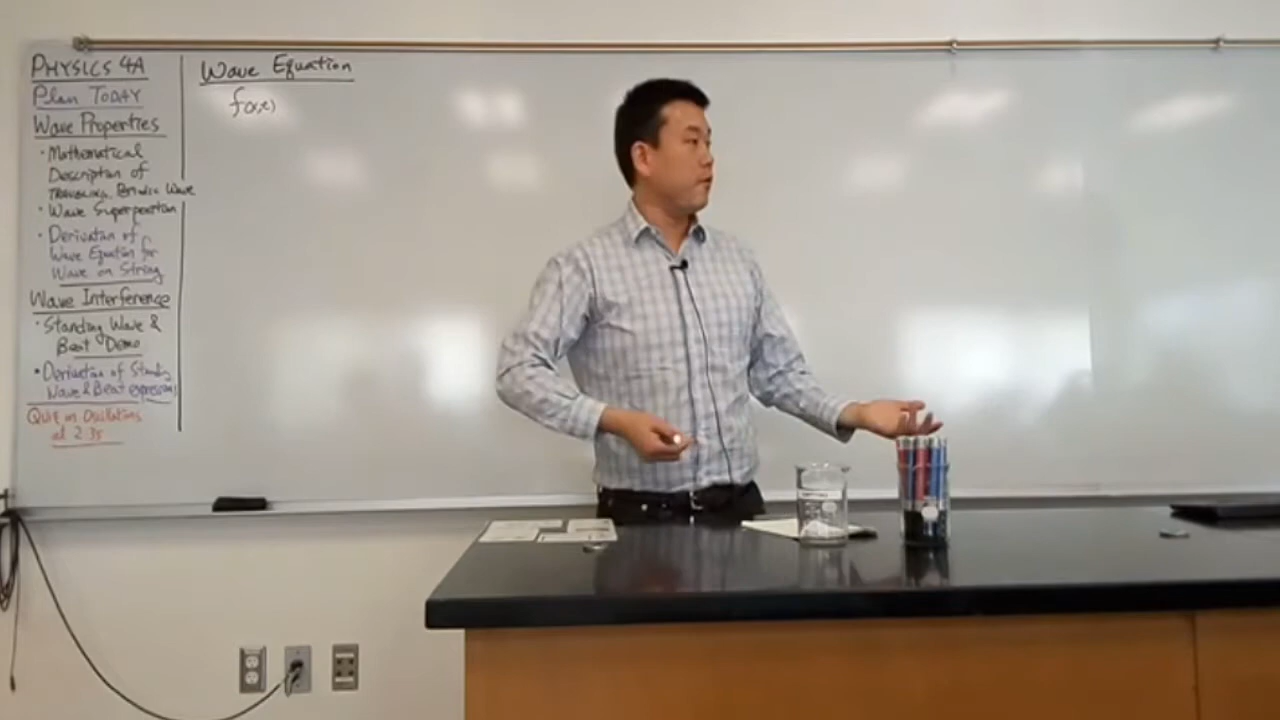 PHYSICS 4A
Plan TODAY
Wave Properties
• Mathematical
Description of
Traveling, Periodic Wave
• Wave Superposition
• Derivation of
Wave Equation for
Wave on String
Wave Interference
• Standing Wave &
Beat Demo
• Derivation of Standing
Wave & Beat expressions
Quiz on Oscillations
at 2:35
Wave Equation
f(x,t)